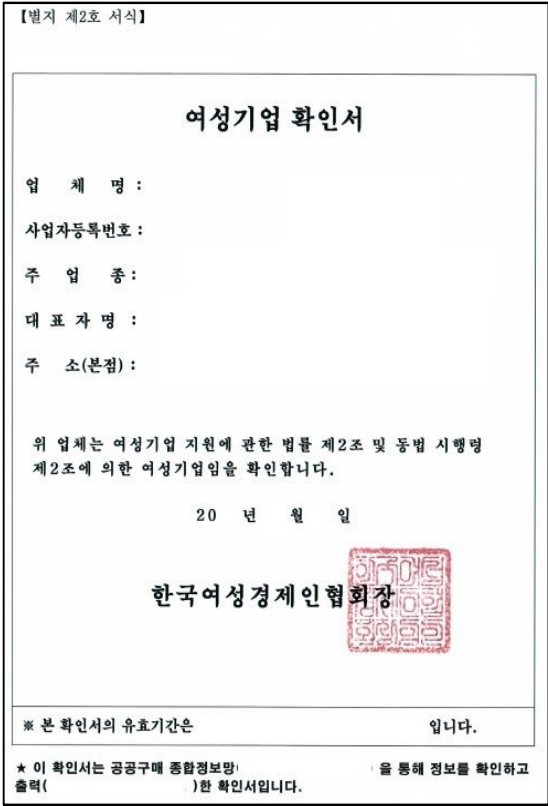 【별지 제2호 서식】
여성기업 확인서
업 체 명 :
사업자등록번호 :
주 업 종 :
대 표 자 명 :
주 소(본점) :
위 업체는 여성기업 지원에 관한 법률 제2조 및 동법 시행령
제2조에 의한 여성기업임을 확인합니다.
20 년 월 일
한국여성경제인협회장
※ 본 확인서의 유효기간은 입니다.
★ 이 확인서는 공공구매 종합정보망 을 통해 정보를 확인하고
출력( )한 확인서입니다.